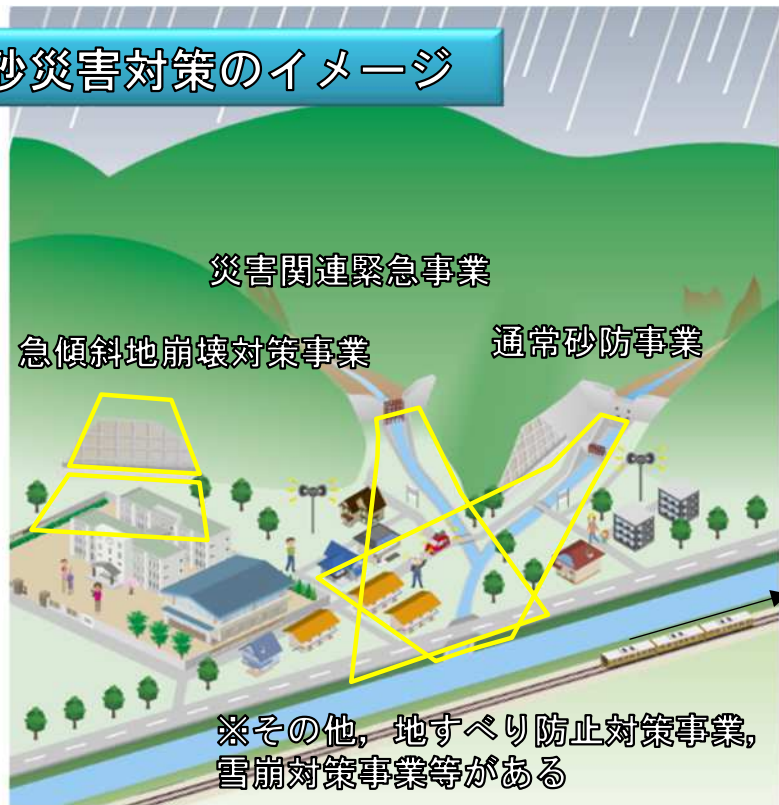 砂災害対策のイメージ
災害関連緊急事業
急傾斜地崩壊対策事業
通常砂防事業
※その他，地すべり防止対策事業，
雪崩対策事業等がある